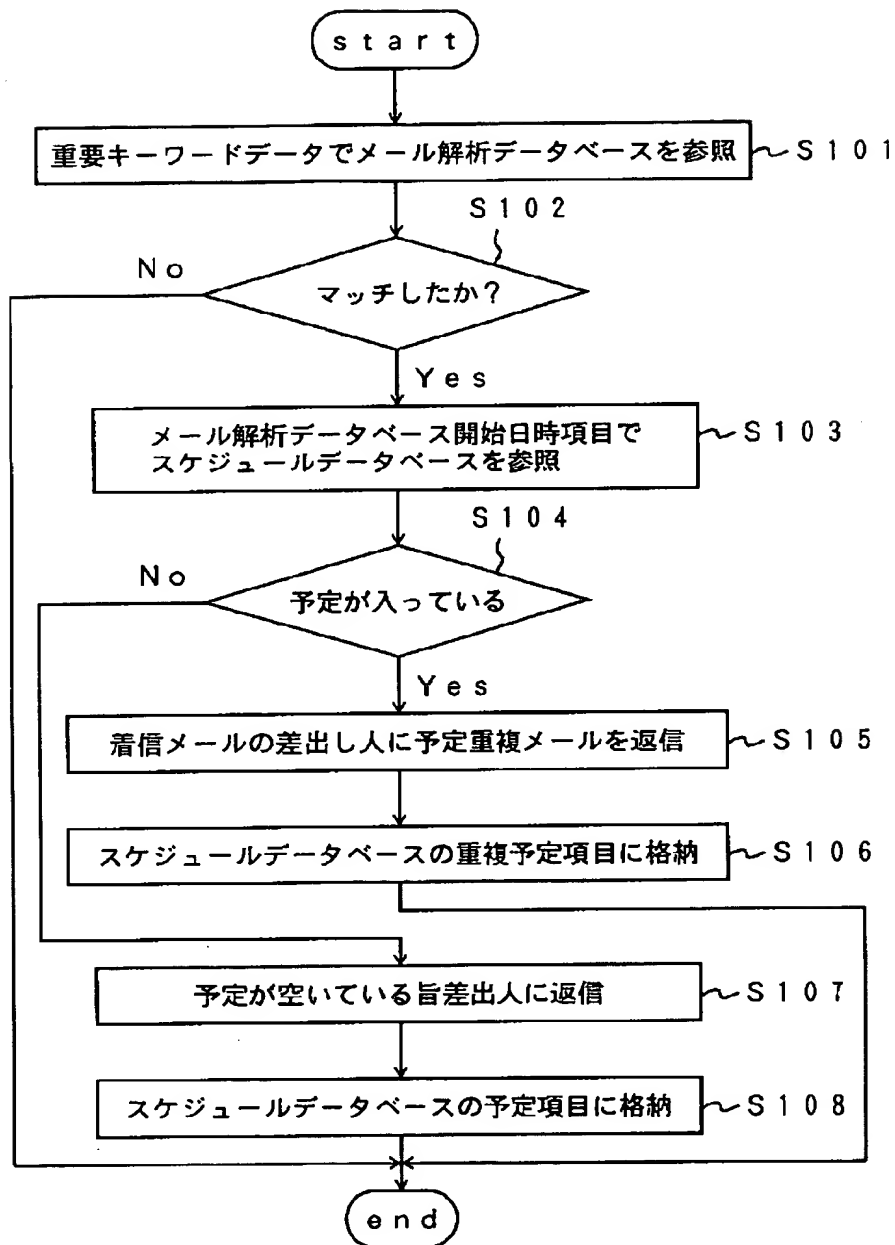 start
重要キーワードデータでメール解析データベースを参照
S101
S102
No
マッチしたか？
Yes
メール解析データベース開始日時項目で
スケジュールデータベースを参照
S103
S104
No
予定が入っている
Yes
着信メールの差出し人に予定重複メールを返信
S105
スケジュールデータベースの重複予定項目に格納
S106
予定が空いている旨差出人に返信
S107
スケジュールデータベースの予定項目に格納
S108
end